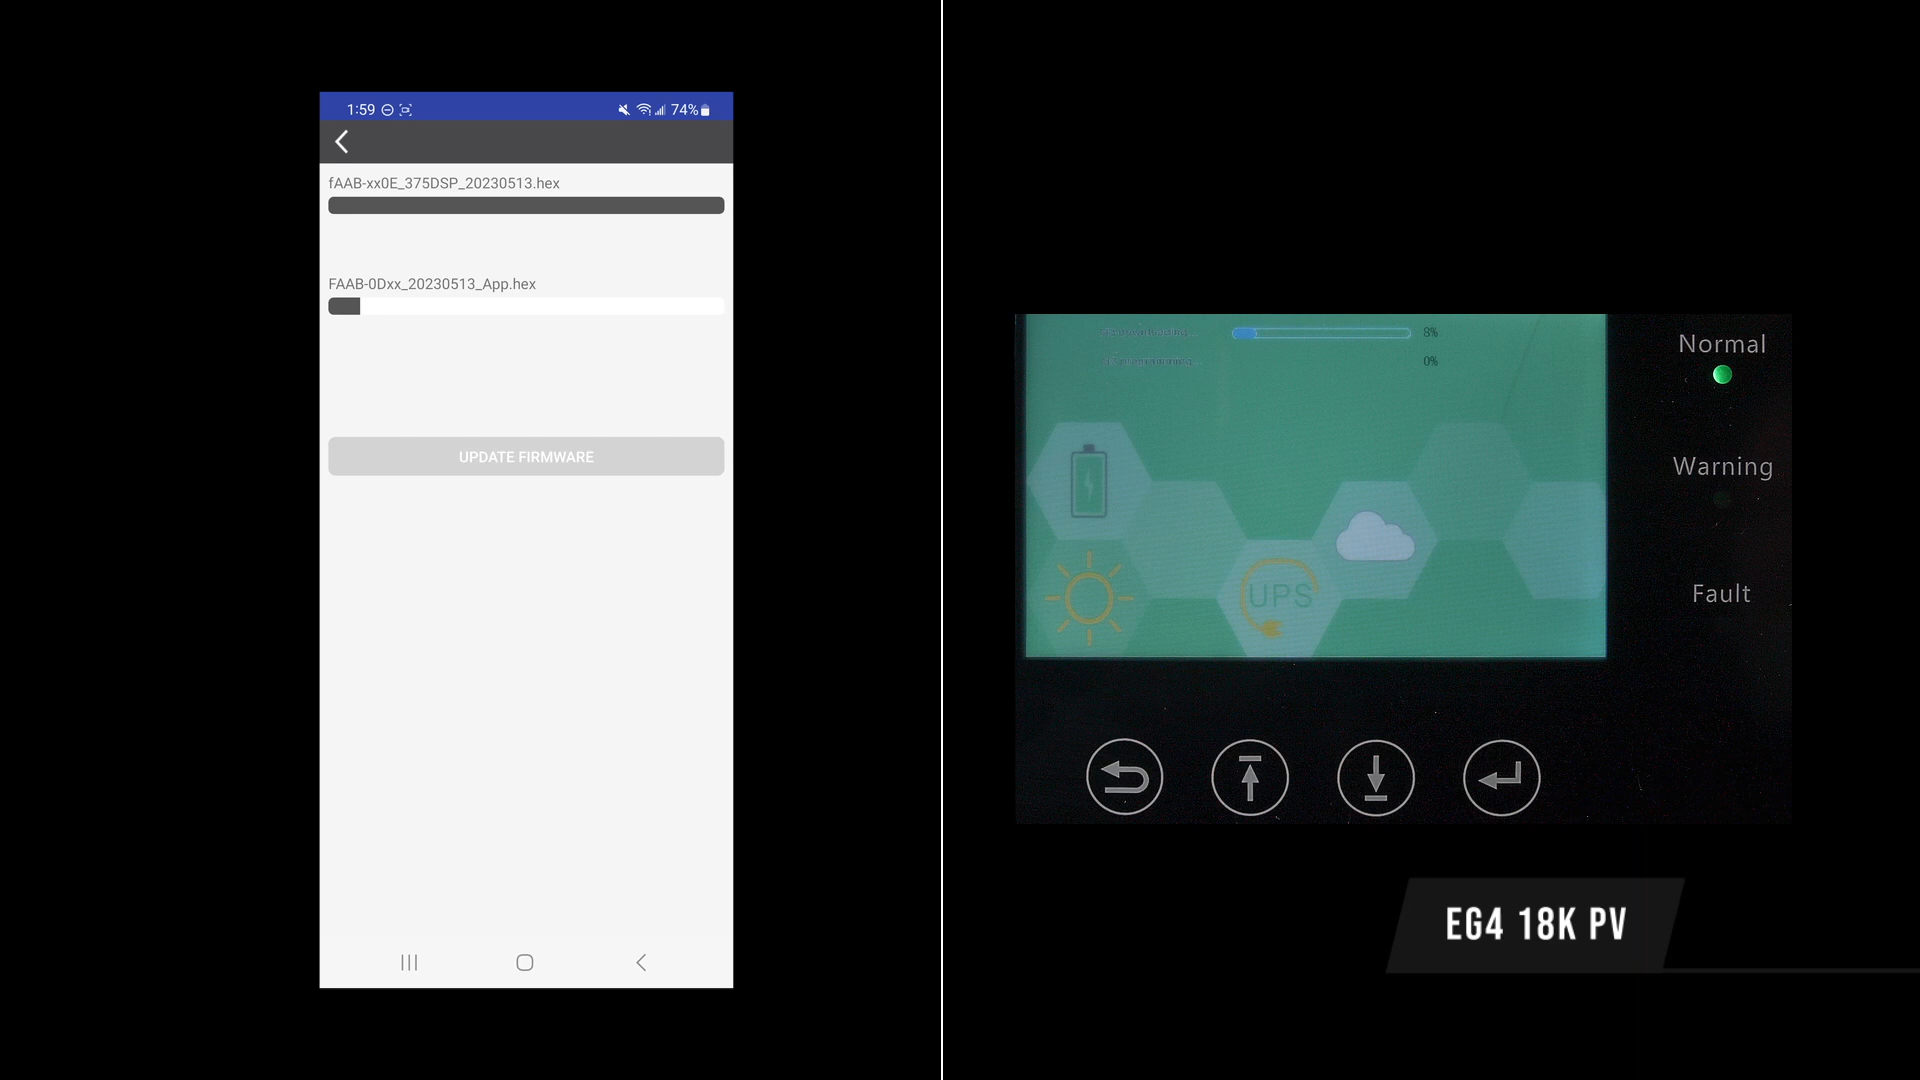 1:59
74%
fAAB-xx0E_375DSP_20230513.hex
FAAB-0Dxx_20230513_App.hex
UPDATE FIRMWARE
8%
0%
UPS
Normal
Warning
Fault
EG4 18K PV